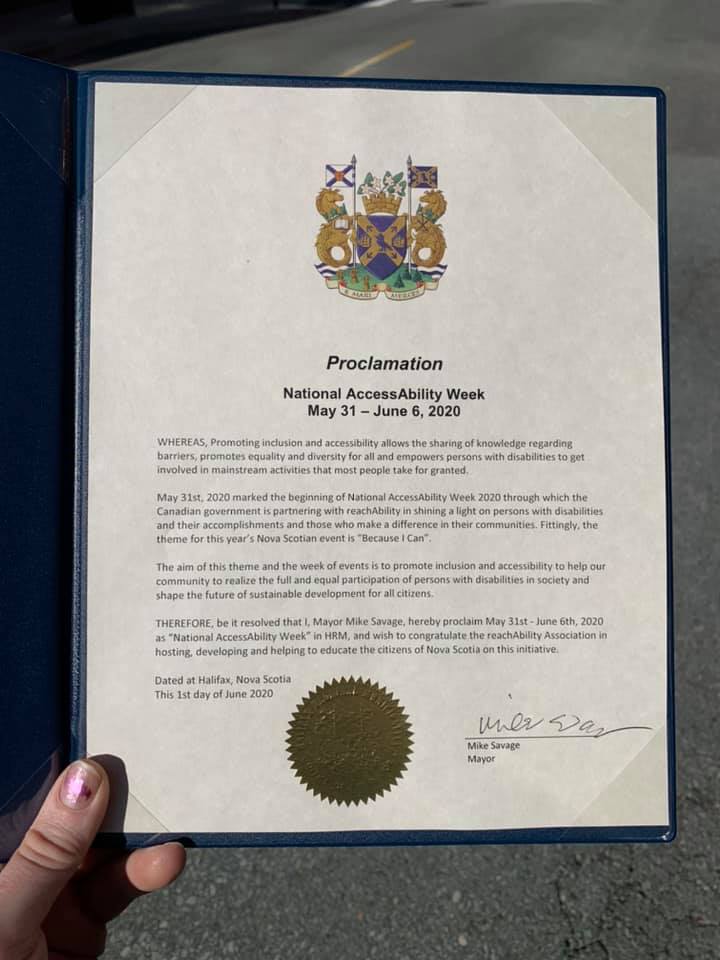 E MARI MERCES
Proclamation
National AccessAbility Week
May 31 – June 6, 2020
WHEREAS, Promoting inclusion and accessibility allows the sharing of knowledge regarding
barriers, promotes equality and diversity for all and empowers persons with disabilities to get
involved in mainstream activities that most people take for granted.
May 31st, 2020 marked the beginning of National AccessAbility Week 2020 through which the
Canadian government is partnering with reachAbility in shining a light on persons with disabilities
and their accomplishments and those who make a difference in their communities. Fittingly, the
theme for this year's Nova Scotian event is "Because I Can".
The aim of this theme and the week of events is to promote inclusion and accessibility to help our
community to realize the full and equal participation of persons with disabilities in society and
shape the future of sustainable development for all citizens.
THEREFORE, be it resolved that I, Mayor Mike Savage, hereby proclaim May 31st - June 6th, 2020
as "National AccessAbility Week" in HRM, and wish to congratulate the reachAbility Association in
hosting, developing and helping to educate the citizens of Nova Scotia on this initiative.
Dated at Halifax, Nova Scotia
This 1st day of June 2020
Mike Savage
Mayor